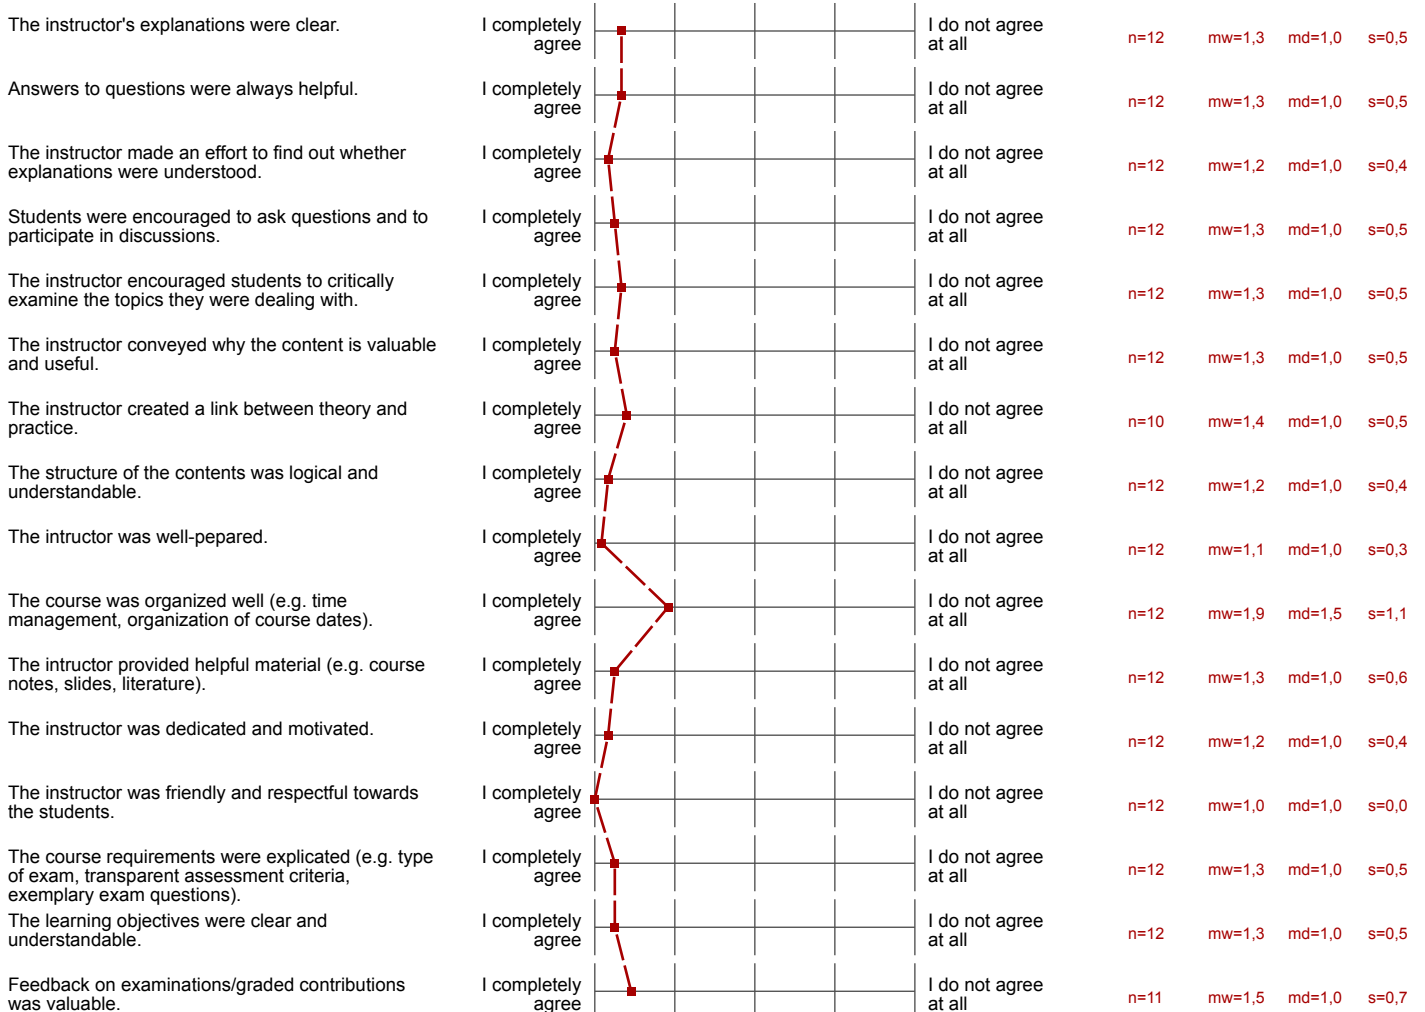 The instructor's explanations were clear. I completely agree I do not agree at all n=12 mw=1,3 md=1,0 s=0,5
Answers to questions were always helpful. I completely agree I do not agree at all n=12 mw=1,3 md=1,0 s=0,5
The instructor made an effort to find out whether explanations were understood. I completely agree I do not agree at all n=12 mw=1,2 md=1,0 s=0,4
Students were encouraged to ask questions and to participate in discussions. I completely agree I do not agree at all n=12 mw=1,3 md=1,0 s=0,5
The instructor encouraged students to critically examine the topics they were dealing with. I completely agree I do not agree at all n=12 mw=1,3 md=1,0 s=0,5
The instructor conveyed why the content is valuable and useful. I completely agree I do not agree at all n=12 mw=1,3 md=1,0 s=0,5
The instructor created a link between theory and practice. I completely agree I do not agree at all n=10 mw=1,4 md=1,0 s=0,5
The structure of the contents was logical and understandable. I completely agree I do not agree at all n=12 mw=1,2 md=1,0 s=0,4
The intructor was well-pepared. I completely agree I do not agree at all n=12 mw=1,1 md=1,0 s=0,3
The course was organized well (e.g. time management, organization of course dates). I completely agree I do not agree at all n=12 mw=1,9 md=1,5 s=1,1
The intructor provided helpful material (e.g. course notes, slides, literature). I completely agree I do not agree at all n=12 mw=1,3 md=1,0 s=0,6
The instructor was dedicated and motivated. I completely agree I do not agree at all n=12 mw=1,2 md=1,0 s=0,4
The instructor was friendly and respectful towards the students. I completely agree I do not agree at all n=12 mw=1,0 md=1,0 s=0,0
The course requirements were explicated (e.g. type of exam, transparent assessment criteria, exemplary exam questions). I completely agree I do not agree at all n=12 mw=1,3 md=1,0 s=0,5
The learning objectives were clear and understandable. I completely agree I do not agree at all n=12 mw=1,3 md=1,0 s=0,5
Feedback on examinations/graded contributions was valuable. I completely agree I do not agree at all n=11 mw=1,5 md=1,0 s=0,7